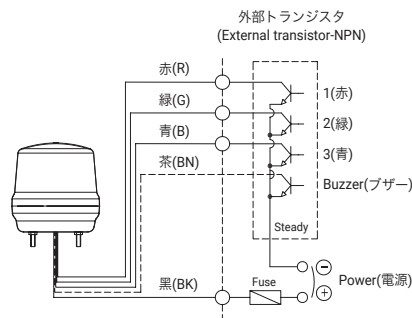 外部トランジスタ
(External transistor-NPN)
赤(R)
1(赤)
緑(G)
2(緑)
青(B)
3(青)
茶(BN)
Buzzer(ブザー)
Steady
黒(BK)
Fuse
Power(電源)